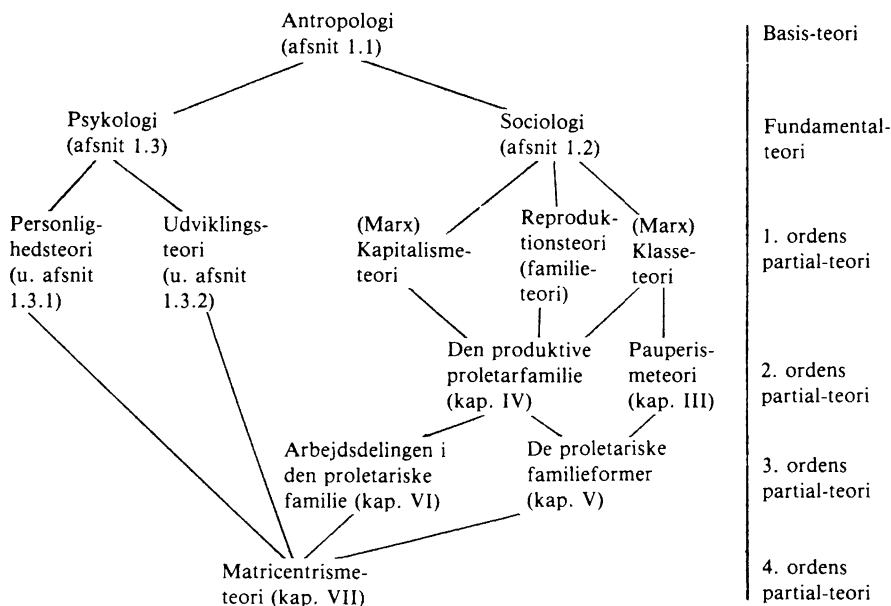 Antropologi
(afsnit 1.1)
Basis-teori
Psykologi
(afsnit 1.3)
Sociologi
(afsnit 1.2)
Fundamental-
teori
Personlig-
hedsteori
(u. afsnit
1.3.1)
Udviklings-
teori
(u. afsnit
1.3.2)
(Marx)
Kapitalisme-
teori
Reproduk-
tionsteori
(familie-
teori)
(Marx)
Klasse-
teori
1. ordens
partial-teori
Den produktive
proletarfamilie
(kap. IV)
Pauperis-
meteori
(kap. III)
2. ordens
partial-teori
Arbejdsdelingen i
den proletariske
familie (kap. VI)
De proletariske
familieformer
(kap. V)
3. ordens
partial-teori
Matricentrisme-
teori (kap. VII)
4. ordens
partial-teori